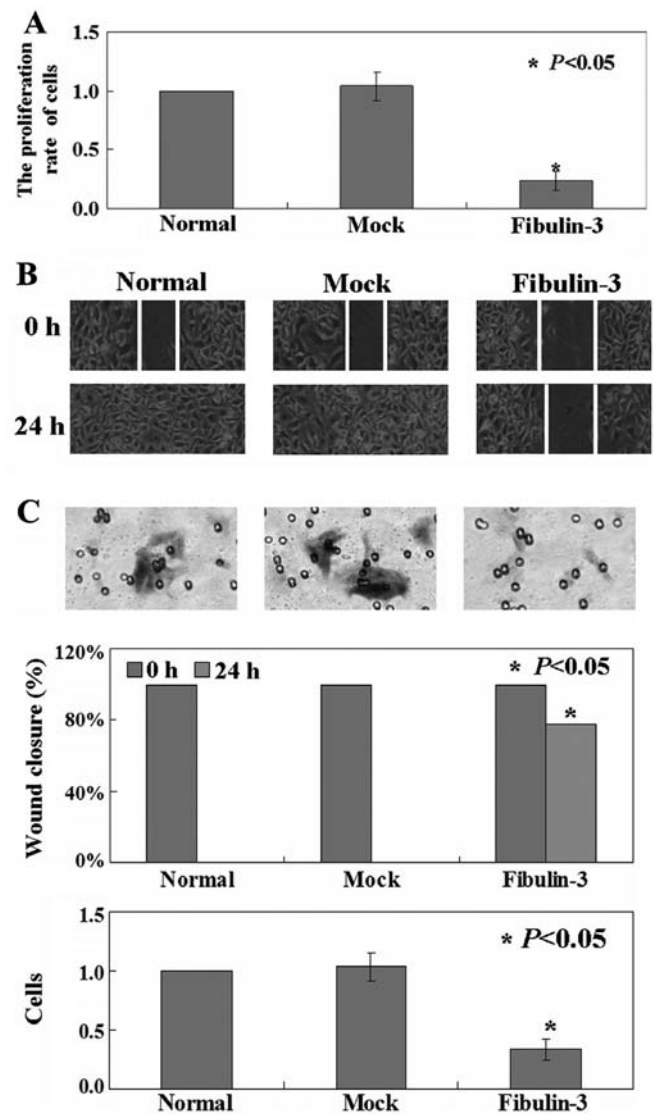 A
The proliferation
rate of cells
1.5
1.0
0.5
0.0
* P<0.05
*
Normal Mock Fibulin-3
B
Normal Mock Fibulin-3
0 h
24 h
C
Wound closure (%)
120%
80%
40%
0%
0 h 24 h
* P<0.05
*
Normal Mock Fibulin-3
Cells
1.5
1.0
0.5
0.0
* P<0.05
*
Normal Mock Fibulin-3